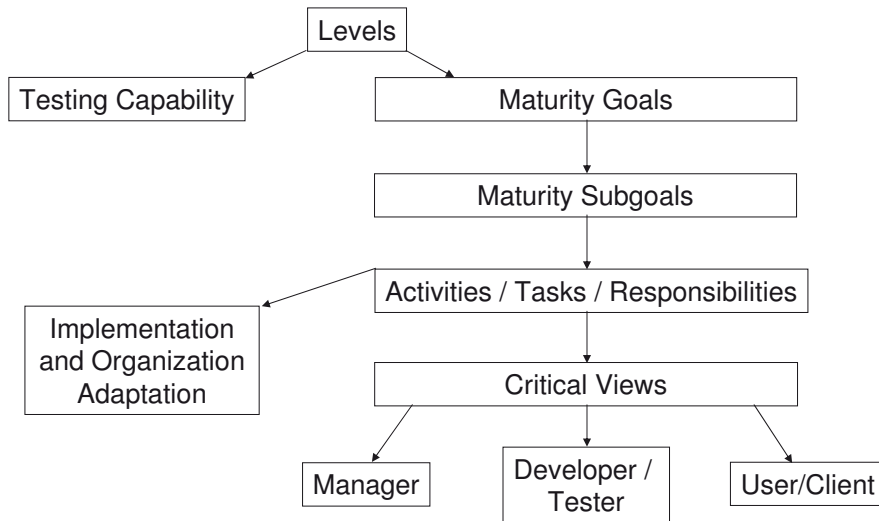 Levels
Testing Capability
Maturity Goals
Maturity Subgoals
Activities / Tasks / Responsibilities
Implementation
and Organization
Adaptation
Critical Views
Manager
Developer /
Tester
User/Client